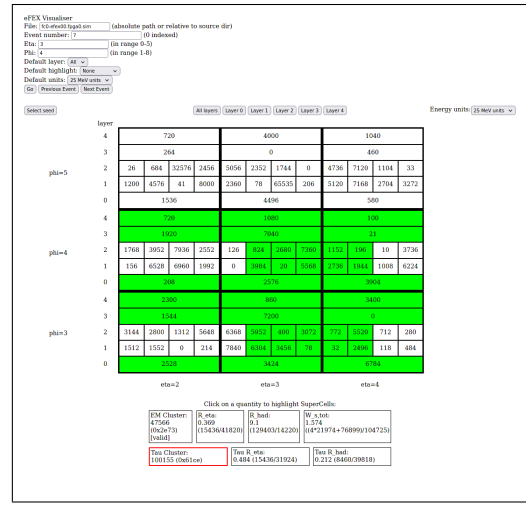 eFEX Visualiser
File: fc0-efex00.fpga0.sim (absolute path or relative to source dir)
Event number: 7 (0 indexed)
Eta: 3 (in range 0-5)
Phi: 4 (in range 1-8)
Default layer: All
Default highlight: None
Default units: 25 MeV units
Go Previous Event Next Event
Select seed All layers Layer 0 Layer 1 Layer 2 Layer 3 Layer 4 Energy units: 25 MeV units
layer
4 720 4000 1040
3 264 0 460
phi=5 2 26 684 32576 2456 5056 2352 1744 0 4736 7120 1104 33
1 1200 4576 41 8000 2360 78 65535 206 5120 7168 2704 3272
0 1536 4496 580
4 720 1080 100
3 1920 7040 21
phi=4 2 1768 3952 7936 2552 126 824 2680 7360 1152 196 10 3736
1 156 6528 6960 1992 0 3984 20 5568 2736 1944 1008 6224
0 208 2576 3904
4 2300 880 3400
3 1544 7200 0
phi=3 2 3144 2800 1312 5648 6368 5952 400 3072 772 5520 712 280
1 1512 1552 0 214 7840 6304 3456 70 32 2496 118 484
0 2528 3424 6784
eta=2 eta=3 eta=4
Click on a quantity to highlight SuperCells:
EM Cluster: R_eta: R_had: W_s,tot:
47566 0.369 9.1 1.574
(0x2e73) (15436/41820) (129403/14220) ((4*21974+76899)/104725)
[valid]
Tau Cluster: Tau R_eta: Tau R_had:
100155 (0x61ce) 0.484 (15436/31924) 0.212 (8460/39818)